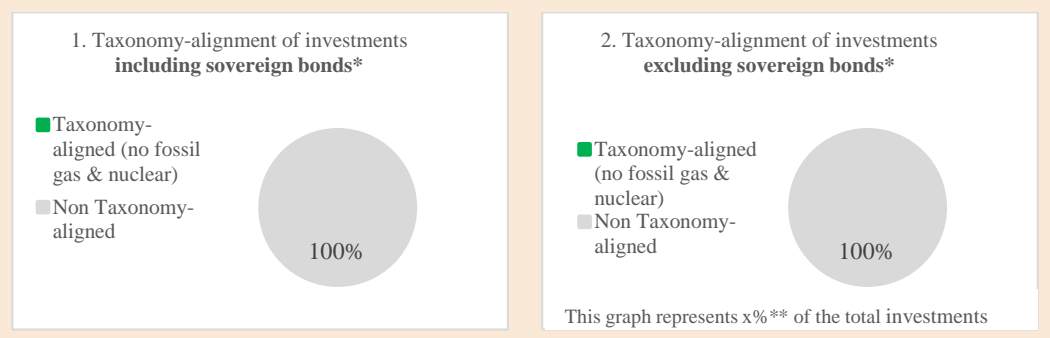 1. Taxonomy-alignment of investments
including sovereign bonds*
Taxonomy-
aligned (no fossil
gas & nuclear)
Non Taxonomy-
aligned
100%
2. Taxonomy-alignment of investments
excluding sovereign bonds*
Taxonomy-aligned
(no fossil gas &
nuclear)
Non Taxonomy-
aligned
100%
This graph represents x%** of the total investments